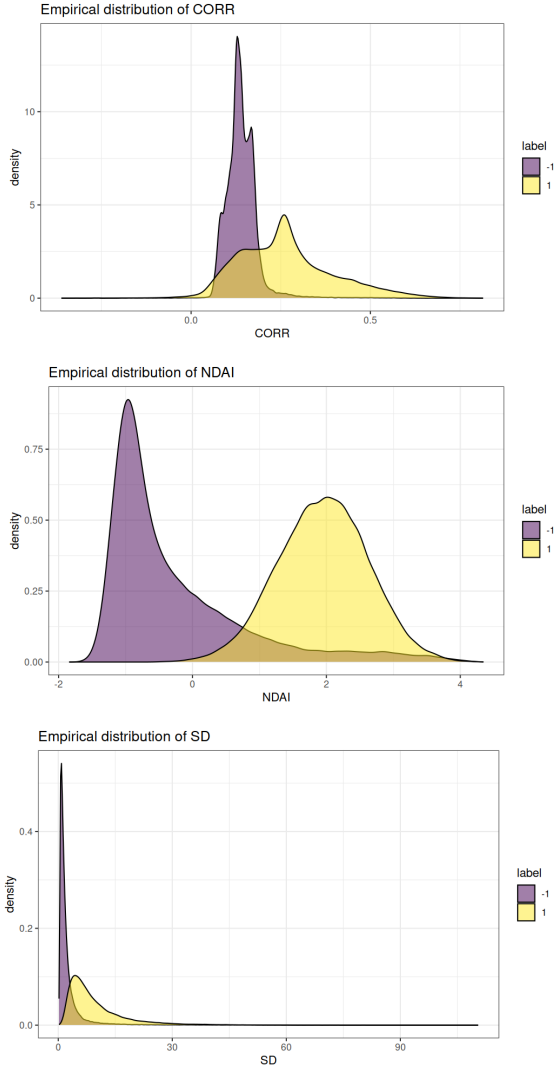 Empirical distribution of CORR
10
5
0
density
0.0
0.5
CORR
label
-1
1
Empirical distribution of NDAI
0.75
0.50
0.25
0.00
density
-2
0
2
4
NDAI
label
-1
1
Empirical distribution of SD
0.4
0.2
0.0
density
0
30
60
90
SD
label
-1
1